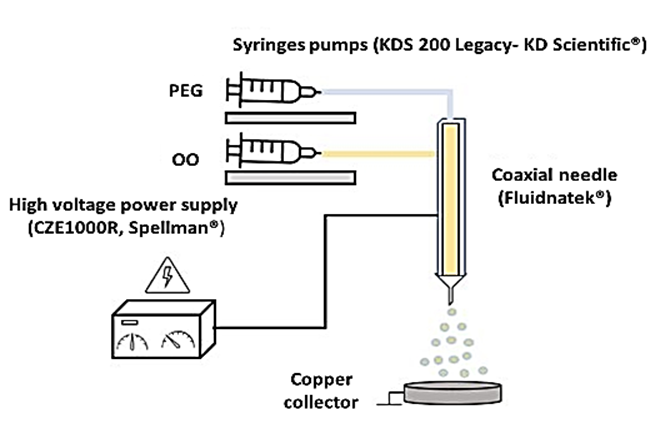 Syringes pumps (KDS 200 Legacy- KD Scientific®)
PEG
OO
Coaxial needle
(Fluidnatek®)
High voltage power supply
(CZE1000R, Spellman®)
Copper
collector